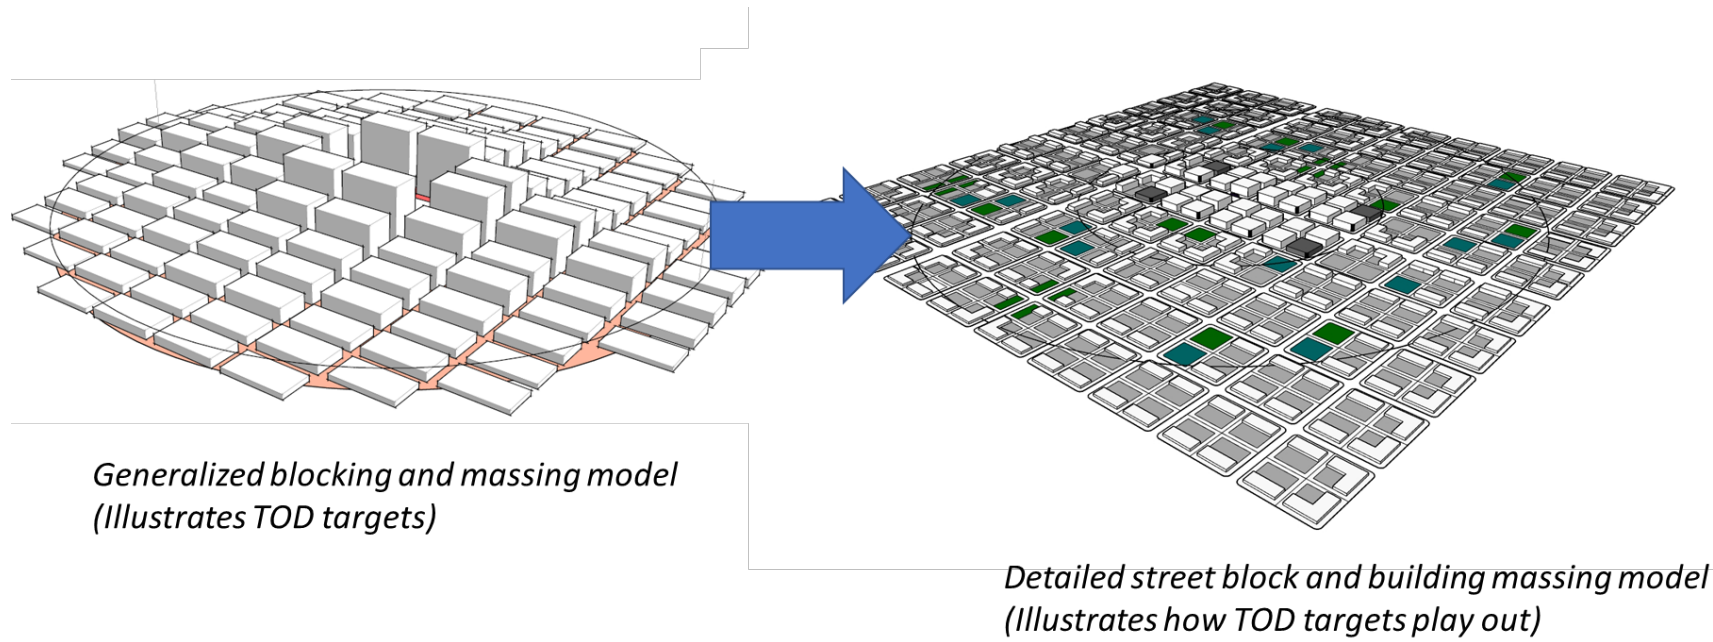 Generalized blocking and massing model
(Illustrates TOD targets)
Detailed street block and building massing model
(Illustrates how TOD targets play out)